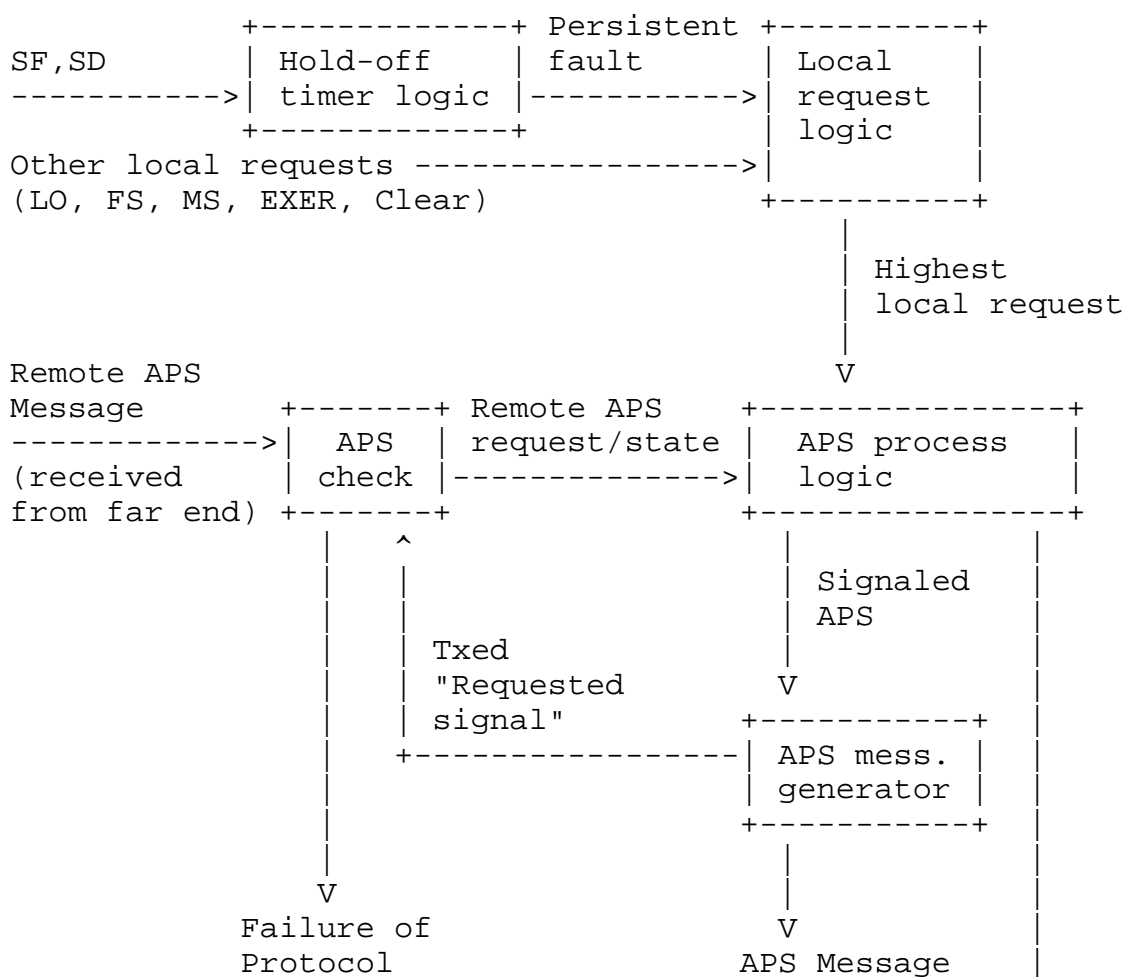 +-------------+ Persistent +----------+
SF,SD           | Hold-off    | fault      | Local    |
--------------->| timer logic |----------->| request  |
                +-------------+            | logic    |
Other local requests --------------------->|          |
(LO, FS, MS, EXER, Clear)                  +----------+
                                               |
                                               | Highest
                                               | local request
                                               |
Remote APS                                     V
Message          +-------+ Remote APS    +----------------+
---------------->|  APS  | request/state |  APS process   |
(received        | check |-------------->|  logic         |
from far end)    +-------+               +----------------+
                   |   ^                   |            |
                   |   |                   | Signaled   |
                   |   |                   | APS        |
                   |   | Txed              |            |
                   |   | "Requested        V            |
                   |   | signal"         +-----------+  |
                   |   +-----------------| APS mess. |  |
                   |                     | generator |  |
                   |                     +-----------+  |
                   |                       |            |
                   V                       |            |
               Failure of                  V            |
               Protocol                  APS Message    |